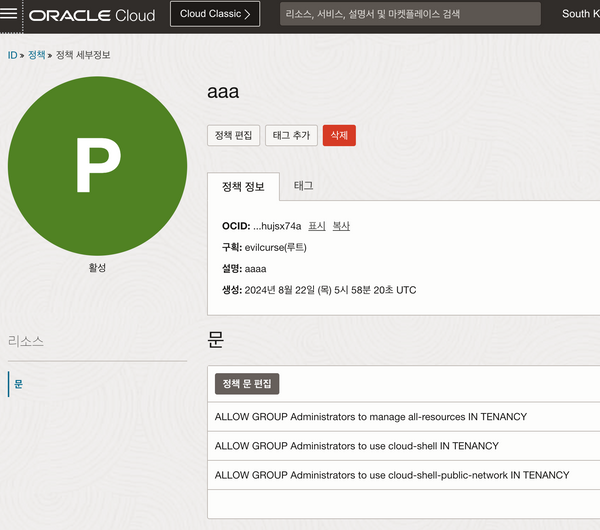 ORACLE Cloud
Cloud Classic >
리소스, 서비스, 설명서 및 마켓플레이스 검색
South K
ID » 정책 » 정책 세부정보
P
활성
aaa
정책 편집
태그 추가
삭제
정책 정보
태그
OCID: ...hujsx74a 표시 복사
구획: evilcurse(루트)
설명: aaaa
생성: 2024년 8월 22일 (목) 5시 58분 20초 UTC
리소스
문
문
정책 문 편집
ALLOW GROUP Administrators to manage all-resources IN TENANCY
ALLOW GROUP Administrators to use cloud-shell IN TENANCY
ALLOW GROUP Administrators to use cloud-shell-public-network IN TENANCY